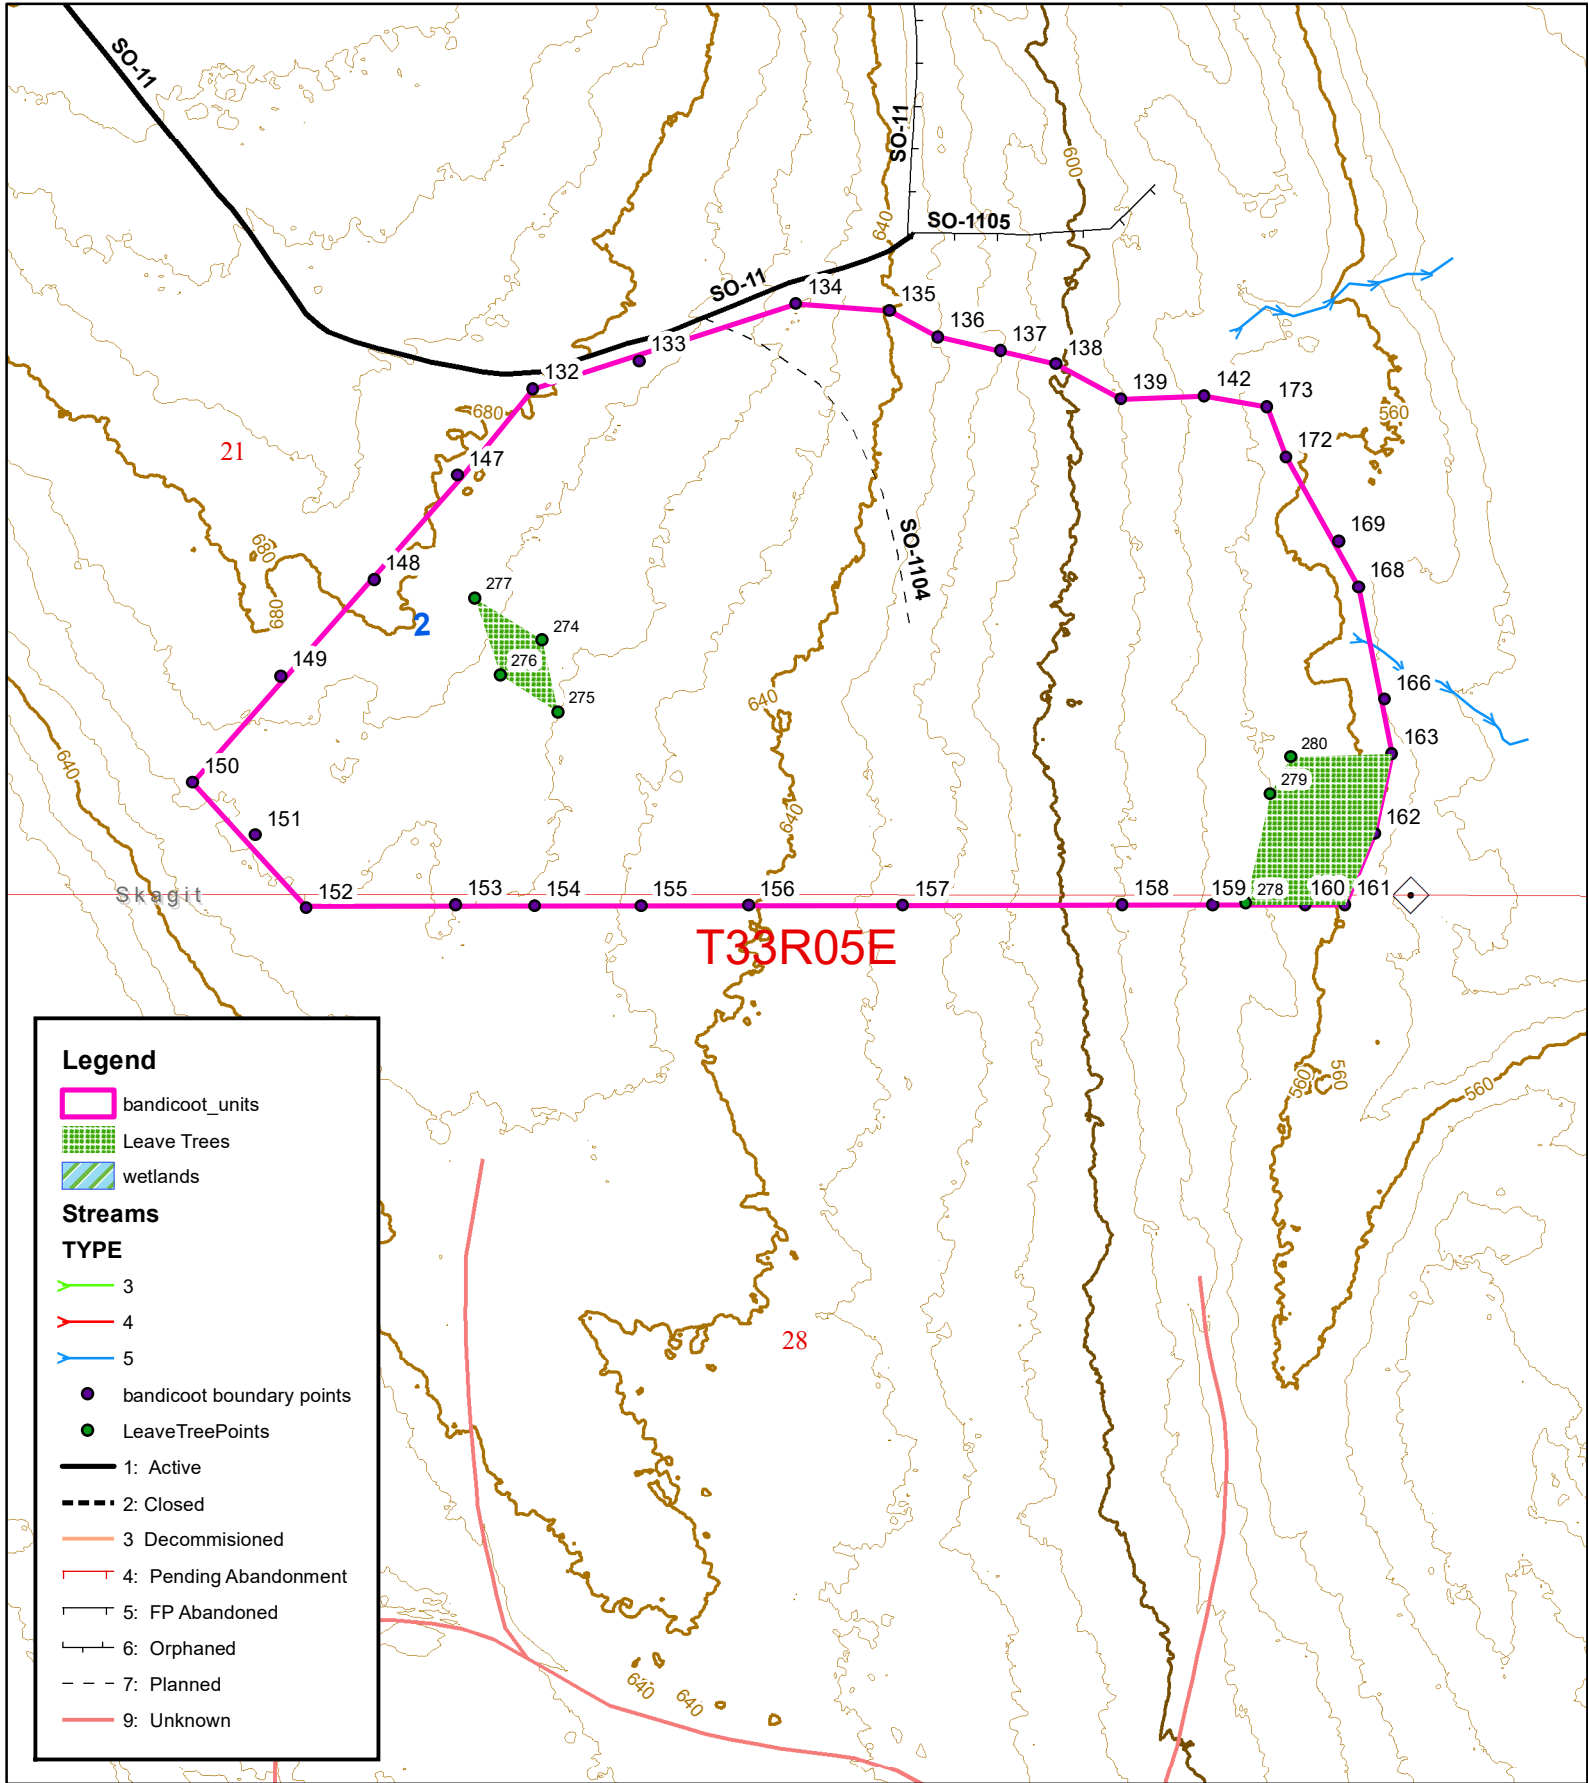 SO-11
SO-11
600
640
SO-1105
SO-11
134
135
136
137
133
138
132
139
142
173
680
560
21
147
172
680
SO-1104
169
148
277
168
680
2
274
149
276
275
166
640
640
280
163
150
279
640
162
151
Skagit
152
153
154
155
156
157
158
159
278
160
161
T33R05E
560
560
560
Legend
bandicoot_units
Leave Trees
wetlands
Streams
TYPE
3
4
5
28
bandicoot boundary points
LeaveTreePoints
1: Active
2: Closed
3 Decommisioned
4: Pending Abandonment
5: FP Abandoned
6: Orphaned
7: Planned
9: Unknown
640
640